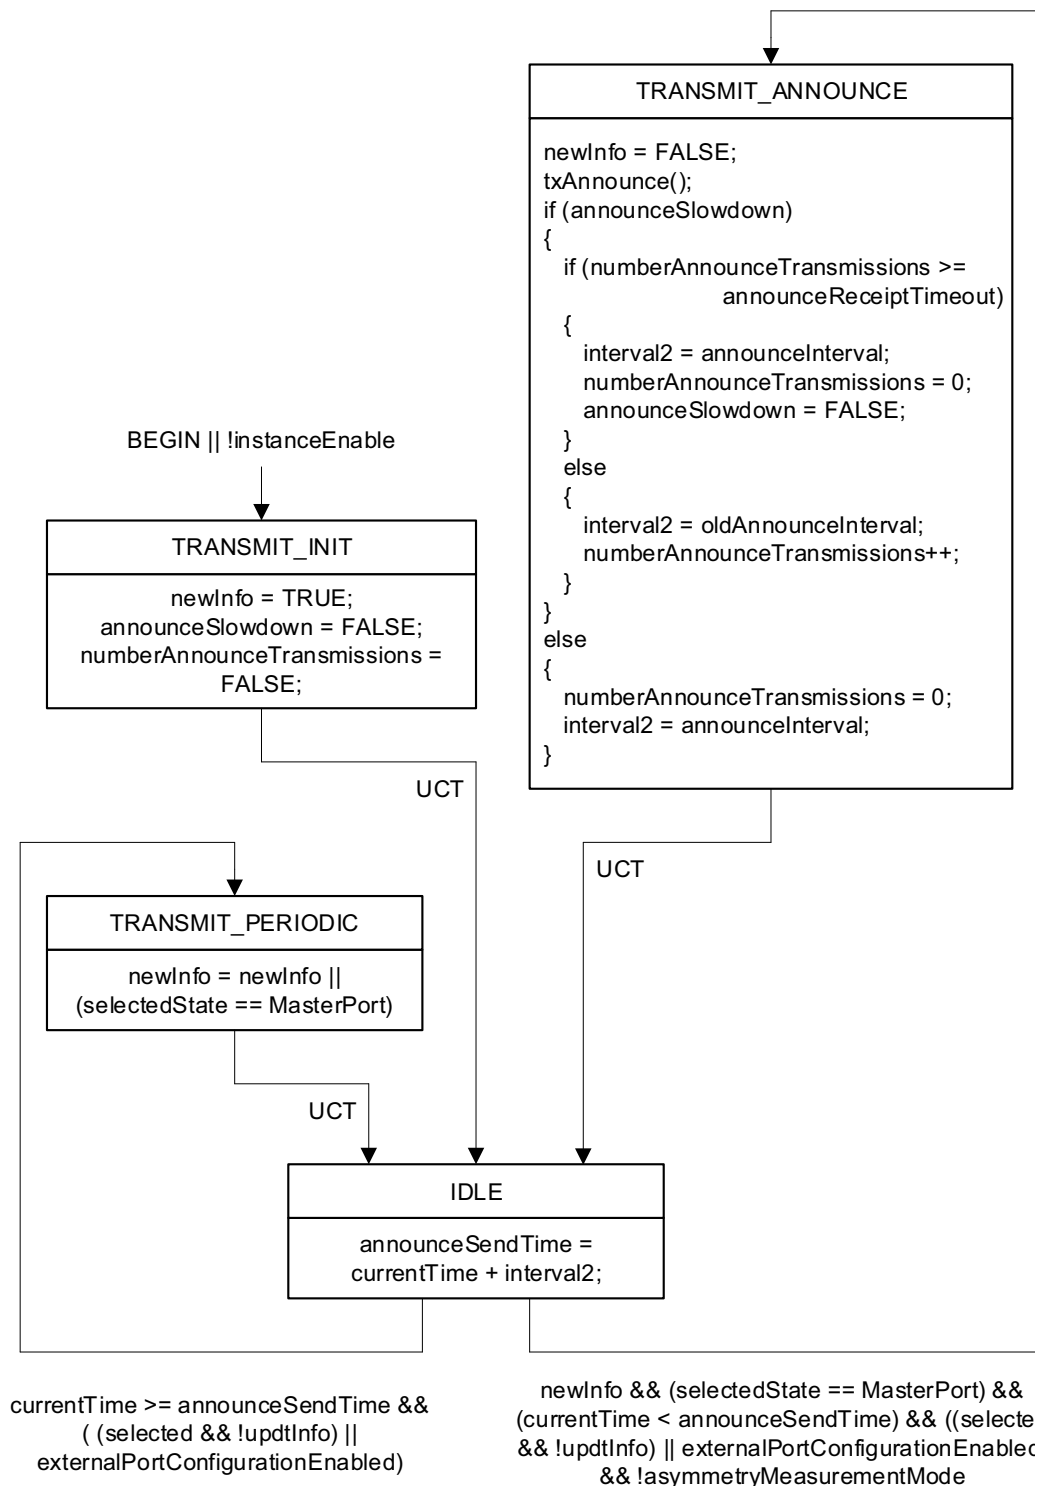 TRANSMIT_ANNOUNCE
newInfo = FALSE;
txAnnounce();
if (announceSlowdown)
{
if (numberAnnounceTransmissions >=
announceReceiptTimeout)
{
interval2 = announceInterval;
numberAnnounceTransmissions = 0;
announceSlowdown = FALSE;
}
else
{
interval2 = oldAnnounceInterval;
numberAnnounceTransmissions++;
}
}
else
{
numberAnnounceTransmissions = 0;
interval2 = announceInterval;
}
UCT
BEGIN || !instanceEnable
TRANSMIT_INIT
newInfo = TRUE;
announceSlowdown = FALSE;
numberAnnounceTransmissions =
FALSE;
UCT
TRANSMIT_PERIODIC
newInfo = newInfo ||
(selectedState == MasterPort)
UCT
IDLE
announceSendTime =
currentTime + interval2;
currentTime >= announceSendTime &&
( (selected && !updtInfo) ||
externalPortConfigurationEnabled)
newInfo && (selectedState == MasterPort) &&
(currentTime < announceSendTime) && ((selecte
&& !updtInfo) || externalPortConfigurationEnabled
&& !asymmetryMeasurementMode